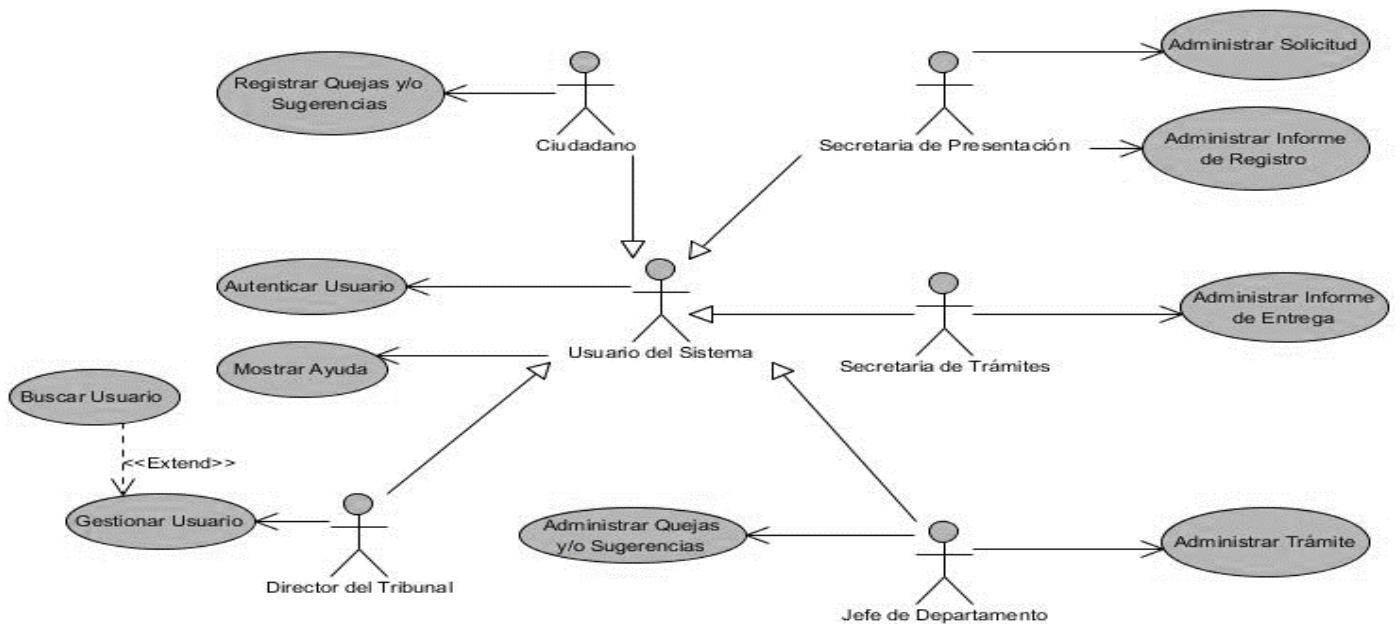 Administrar Solicitud
Registrar Quejas y/o
Sugerencias
Ciudadano
Secretaria de Presentación
Administrar Informe
de Registro
Autenticar Usuario
Usuario del Sistema
Administrar Informe
de Entrega
Mostrar Ayuda
Secretaria de Trámites
Buscar Usuario
<<Extend>>
Gestionar Usuario
Director del Tribunal
Administrar Quejas
y/o Sugerencias
Administrar Trámite
Jefe de Departamento